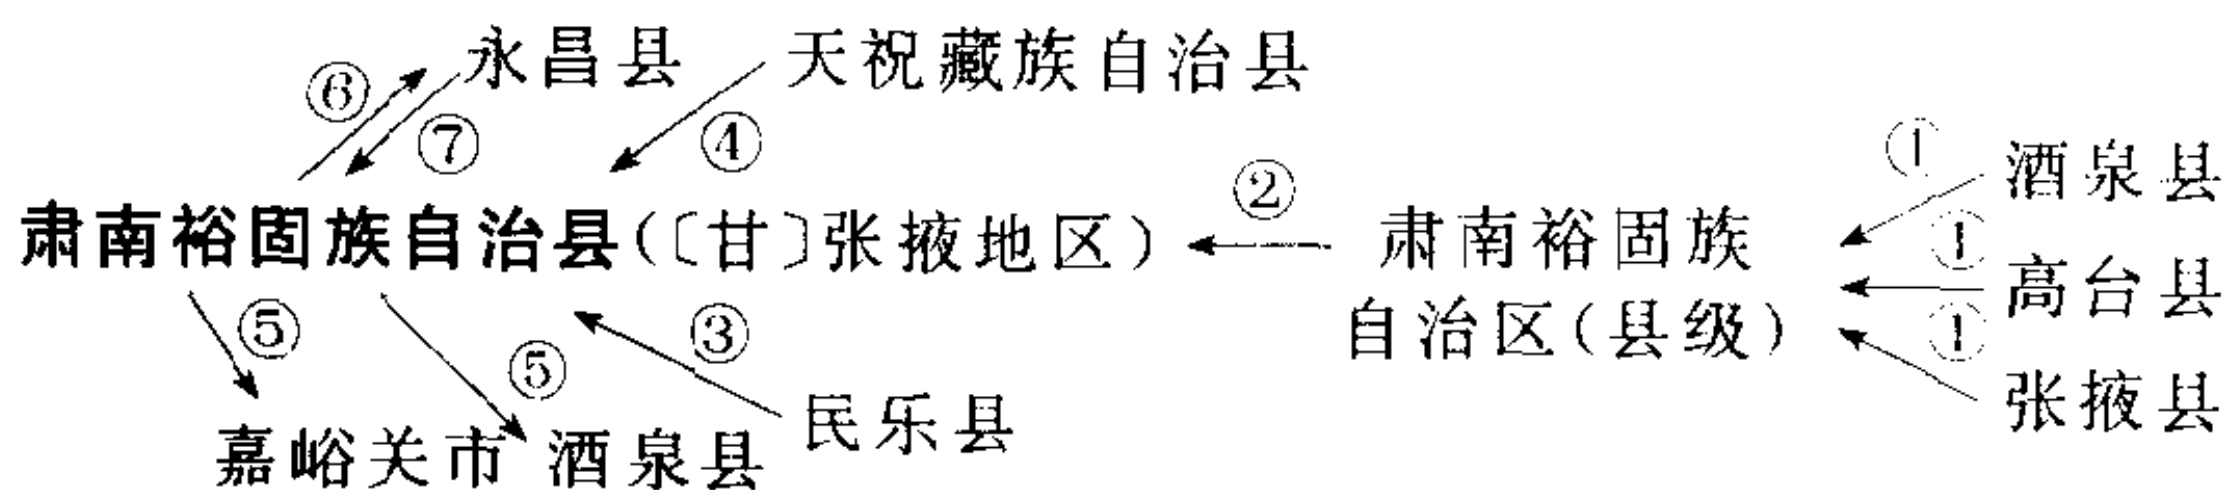 ⑥ 永昌县 天祝藏族自治县
⑦ ④ ① 酒泉县
肃南裕固族自治县(〔甘〕张掖地区) ② 肃南裕固族
① 高台县
自治区(县级)
⑤ ⑤ ③ ① 张掖县
嘉峪关市 酒泉县 民乐县